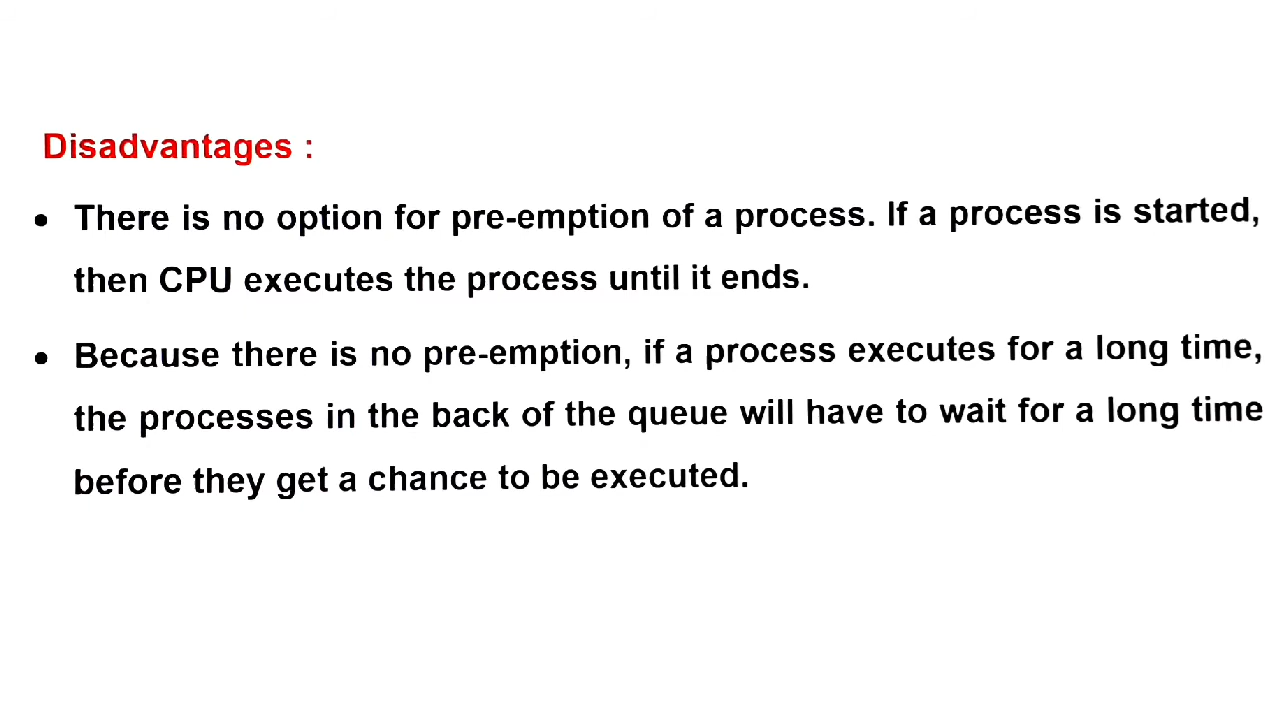 Disadvantages :
• There is no option for pre-emption of a process. If a process is started,
then CPU executes the process until it ends.
• Because there is no pre-emption, if a process executes for a long time,
the processes in the back of the queue will have to wait for a long time
before they get a chance to be executed.